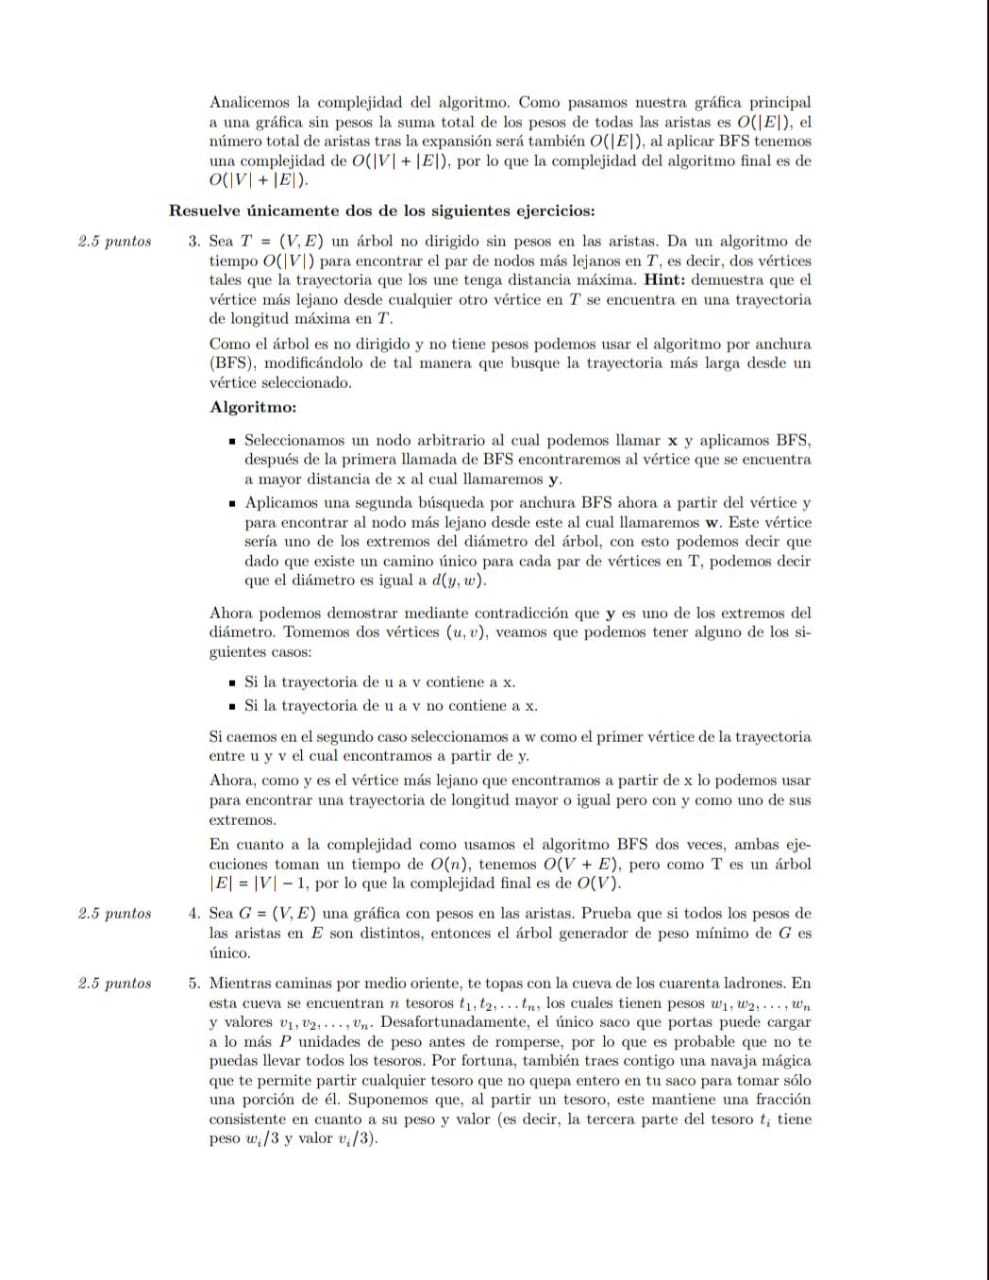 Analicemos la complejidad del algoritmo. Como pasamos nuestra gráfica principal
a una gráfica sin pesos la suma total de los pesos de todas las aristas es O(|E|), el
número total de aristas tras la expansión será también O(|E|), al aplicar BFS tenemos
una complejidad de O(|V| + |E|), por lo que la complejidad del algoritmo final es de
O(|V| + |E|).
Resuelve únicamente dos de los siguientes ejercicios:
2.5 puntos 3. Sea T = (V, E) un árbol no dirigido sin pesos en las aristas. Da un algoritmo de
tiempo O(|V|) para encontrar el par de nodos más lejanos en T, es decir, dos vértices
tales que la trayectoria que los une tenga distancia máxima. Hint: demuestra que el
vértice más lejano desde cualquier otro vértice en T se encuentra en una trayectoria
de longitud máxima en T.
Como el árbol es no dirigido y no tiene pesos podemos usar el algoritmo por anchura
(BFS), modificándolo de tal manera que busque la trayectoria más larga desde un
vértice seleccionado.
Algoritmo:
▪ Seleccionamos un nodo arbitrario al cual podemos llamar x y aplicamos BFS,
después de la primera llamada de BFS encontraremos al vértice que se encuentra
a mayor distancia de x al cual llamaremos y.
▪ Aplicamos una segunda búsqueda por anchura BFS ahora a partir del vértice y
para encontrar al nodo más lejano desde este al cual llamaremos w. Este vértice
sería uno de los extremos del diámetro del árbol, con esto podemos decir que
dado que existe un camino único para cada par de vértices en T, podemos decir
que el diámetro es igual a d(y, w).
Ahora podemos demostrar mediante contradicción que y es uno de los extremos del
diámetro. Tomemos dos vértices (u, v), veamos que podemos tener alguno de los si-
guientes casos:
▪ Si la trayectoria de u a v contiene a x.
▪ Si la trayectoria de u a v no contiene a x.
Si caemos en el segundo caso seleccionamos a w como el primer vértice de la trayectoria
entre u y v el cual encontramos a partir de y.
Ahora, como y es el vértice más lejano que encontramos a partir de x lo podemos usar
para encontrar una trayectoria de longitud mayor o igual pero con y como uno de sus
extremos.
En cuanto a la complejidad como usamos el algoritmo BFS dos veces, ambas eje-
cuciones toman un tiempo de O(n), tenemos O(V + E), pero como T es un árbol
|E| = |V| − 1, por lo que la complejidad final es de O(V).
2.5 puntos 4. Sea G = (V, E) una gráfica con pesos en las aristas. Prueba que si todos los pesos de
las aristas en E son distintos, entonces el árbol generador de peso mínimo de G es
único.
2.5 puntos 5. Mientras caminas por medio oriente, te topas con la cueva de los cuarenta ladrones. En
esta cueva se encuentran n tesoros t₁, t₂, . . . tₙ, los cuales tienen pesos w₁, w₂, . . . , wₙ
y valores v₁, v₂, . . . , vₙ. Desafortunadamente, el único saco que portas puede cargar
a lo más P unidades de peso antes de romperse, por lo que es probable que no te
puedas llevar todos los tesoros. Por fortuna, también traes contigo una navaja mágica
que te permite partir cualquier tesoro que no quepa entero en tu saco para tomar sólo
una porción de él. Suponemos que, al partir un tesoro, este mantiene una fracción
consistente en cuanto a su peso y valor (es decir, la tercera parte del tesoro tᵢ tiene
peso wᵢ/3 y valor vᵢ/3).